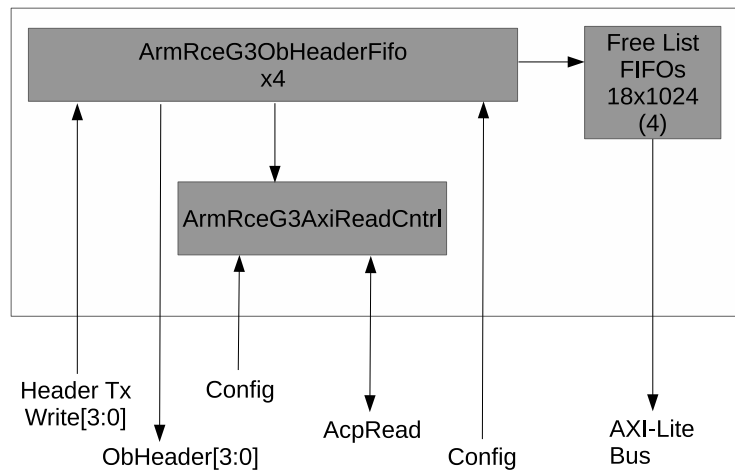 ArmRceG3ObHeaderFifo
x4
Free List
FIFOs
18x1024
(4)
ArmRceG3AxiReadCntrl
Header Tx
Write[3:0]
Config
ObHeader[3:0]
AcpRead
Config
AXI-Lite
Bus